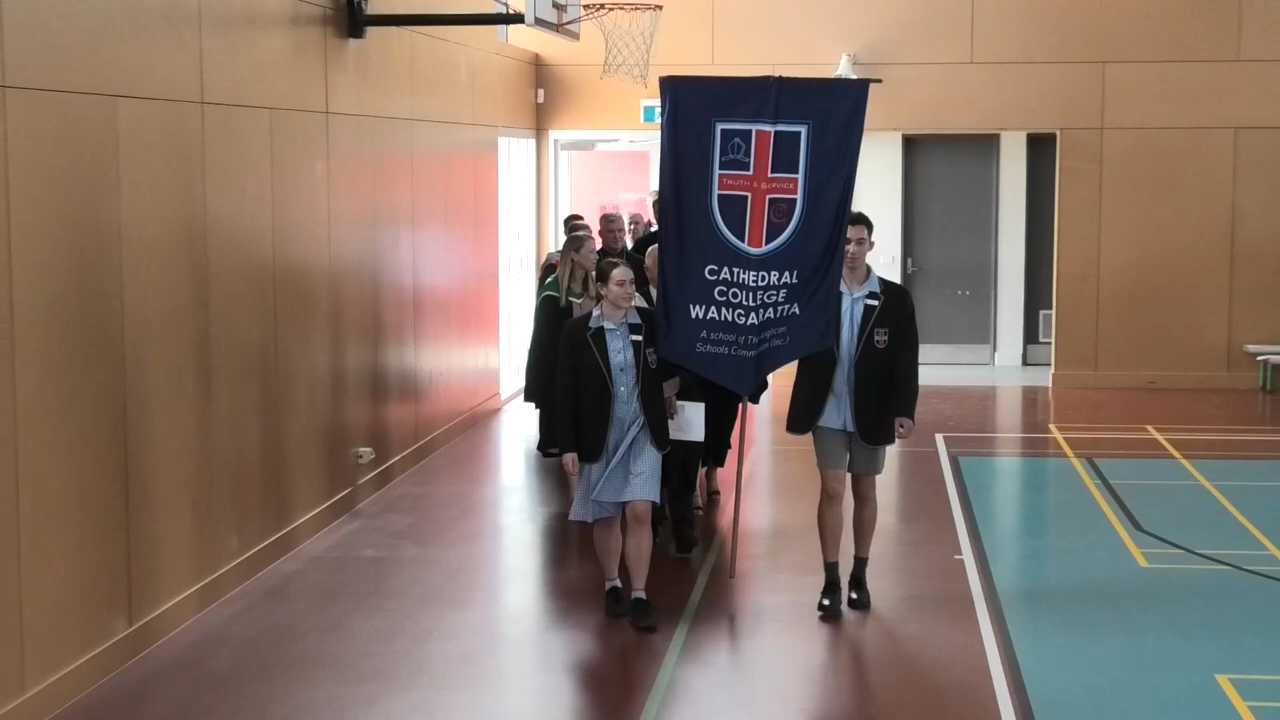 TRUTH & SERVICE
CATHEDRAL
COLLEGE
WANGARATTA
A school of The Anglican
Schools Commission (Inc.)